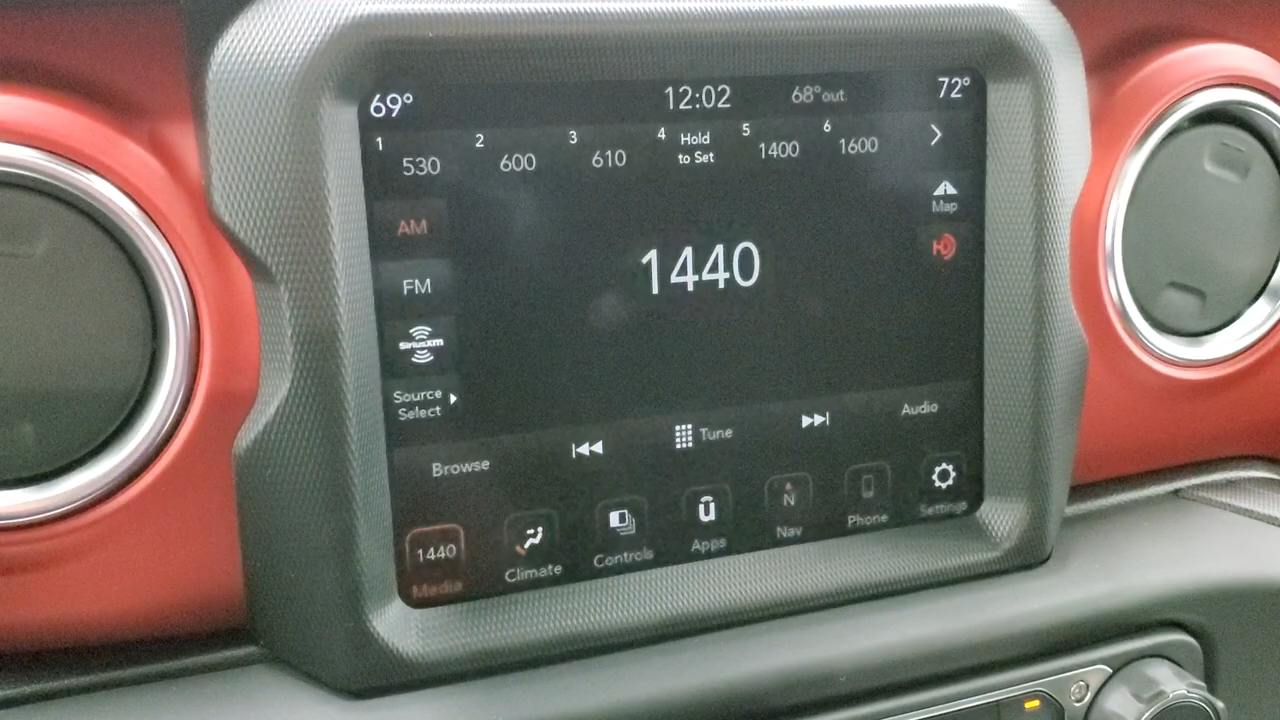 69° 12:02 68°out. 72°
1 2 3 4 5 6
530 600 610 Hold
to Set 1400 1600
Map
AM
HD
1440
FM
SiriusXM
Source
Select
Audio
Tune
Browse
Settings
N
Nav
Phone
Apps
Controls
Climate
1440
Media